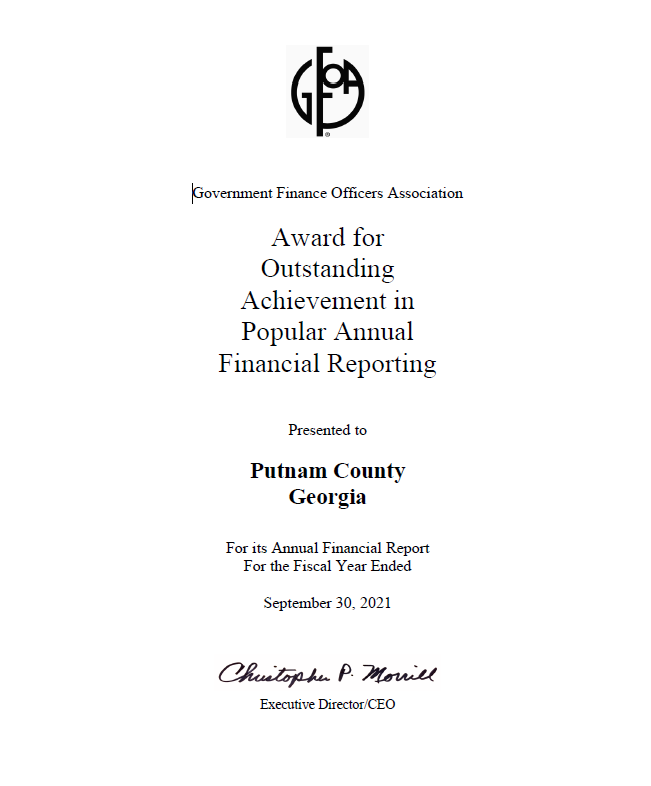 GFOA
®
Government Finance Officers Association
Award for
Outstanding
Achievement in
Popular Annual
Financial Reporting
Presented to
Putnam County
Georgia
For its Annual Financial Report
For the Fiscal Year Ended
September 30, 2021
Christopher P. Morrill
Executive Director/CEO